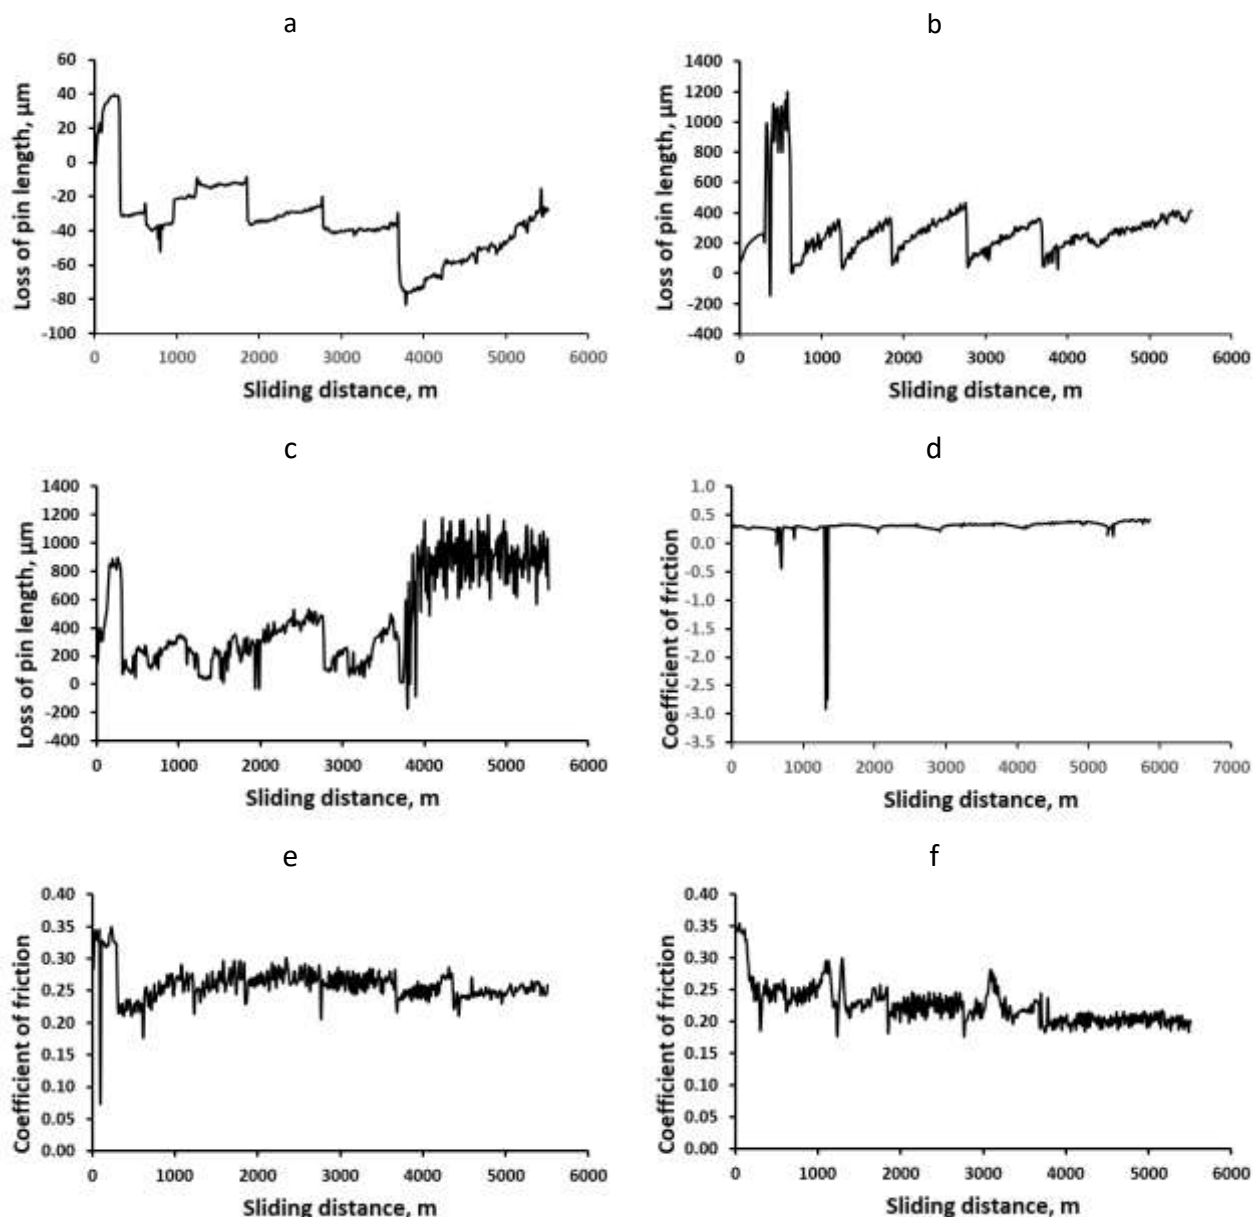 a
Loss of pin length, µm
60
40
20
0
-20
-40
-60
-80
-100
0 1000 2000 3000 4000 5000 6000
Sliding distance, m
b
Loss of pin length, µm
1400
1200
1000
800
600
400
200
0
-200
-400
0 1000 2000 3000 4000 5000 6000
Sliding distance, m
c
Loss of pin length, µm
1400
1200
1000
800
600
400
200
0
-200
-400
0 1000 2000 3000 4000 5000 6000
Sliding distance, m
d
Coefficient of friction
1.0
0.5
0.0
-0.5
-1.0
-1.5
-2.0
-2.5
-3.0
-3.5
0 1000 2000 3000 4000 5000 6000 7000
Sliding distance, m
e
Coefficient of friction
0.40
0.35
0.30
0.25
0.20
0.15
0.10
0.05
0.00
0 1000 2000 3000 4000 5000 6000
Sliding distance, m
f
Coefficient of friction
0.40
0.35
0.30
0.25
0.20
0.15
0.10
0.05
0.00
0 1000 2000 3000 4000 5000 6000
Sliding distance, m